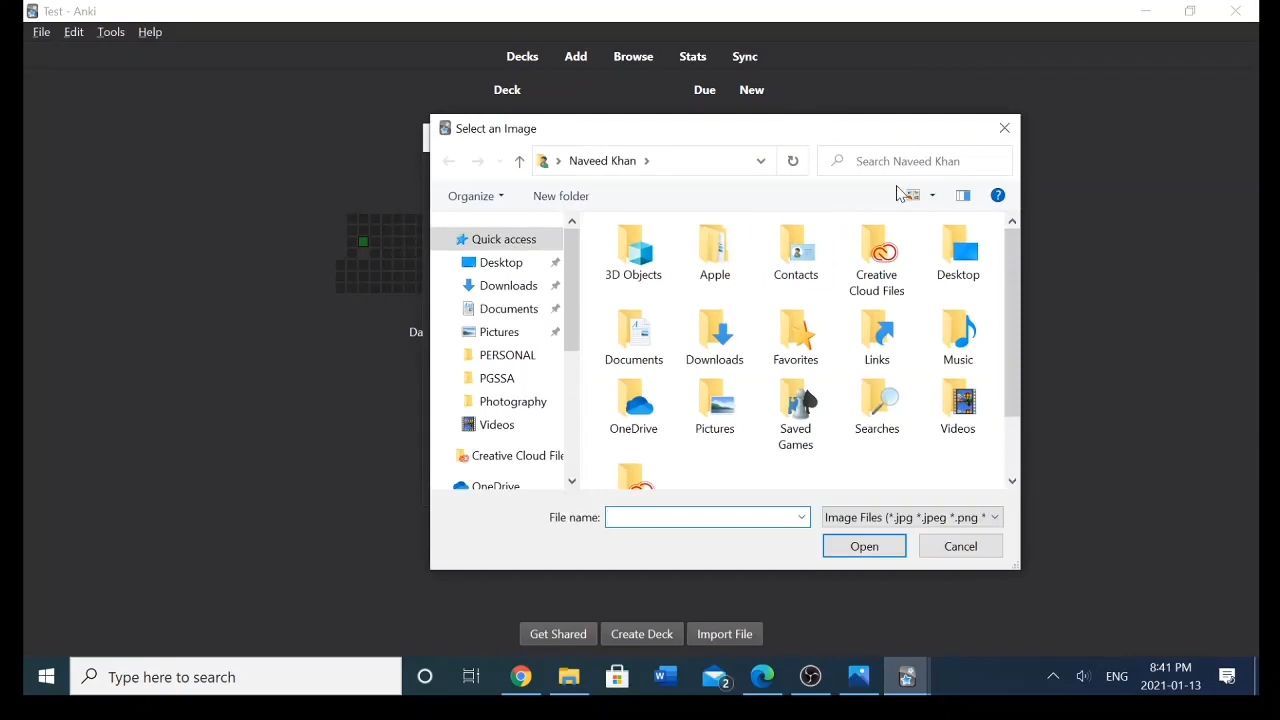 Test - Anki
File Edit Tools Help
Decks Add Browse Stats Sync
Deck Due New
Select an Image
Naveed Khan
Search Naveed Khan
Organize New folder
Quick access
Desktop
Downloads
Documents
Pictures
PERSONAL
PGSSA
Photography
Videos
Creative Cloud File
OneDrive
3D Objects
Apple
Contacts
Creative
Cloud Files
Desktop
Documents
Downloads
Favorites
Links
Music
OneDrive
Pictures
Saved
Games
Searches
Videos
Da
File name:
Image Files (*.jpg *.jpeg *.png *
Open Cancel
Get Shared Create Deck Import File
Type here to search
2
ENG
8:41 PM
2021-01-13